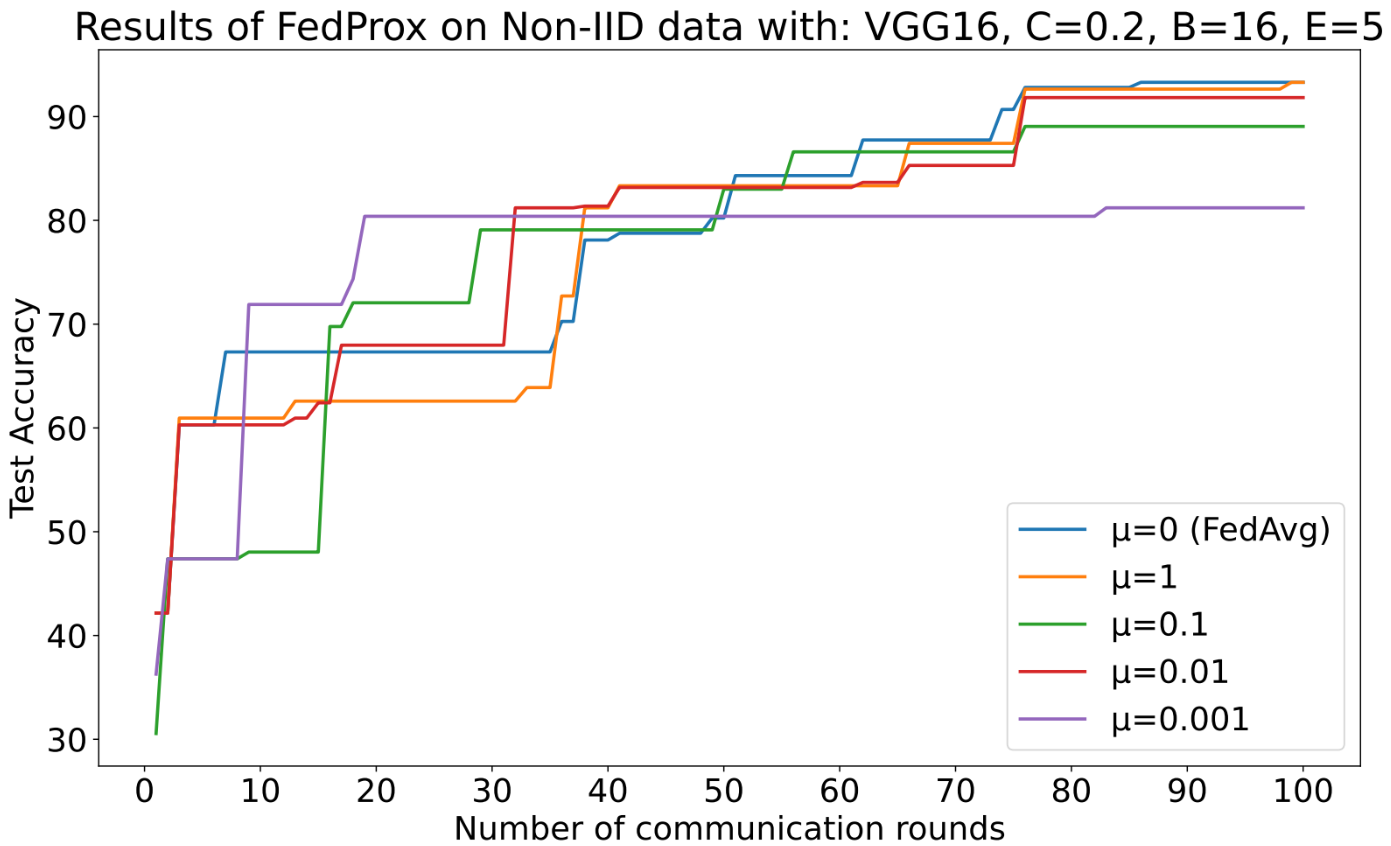 Results of FedProx on Non-IID data with: VGG16, C=0.2, B=16, E=5
Test Accuracy
90
80
70
60
50
40
30
μ=0 (FedAvg)
μ=1
μ=0.1
μ=0.01
μ=0.001
0 10 20 30 40 50 60 70 80 90 100
Number of communication rounds